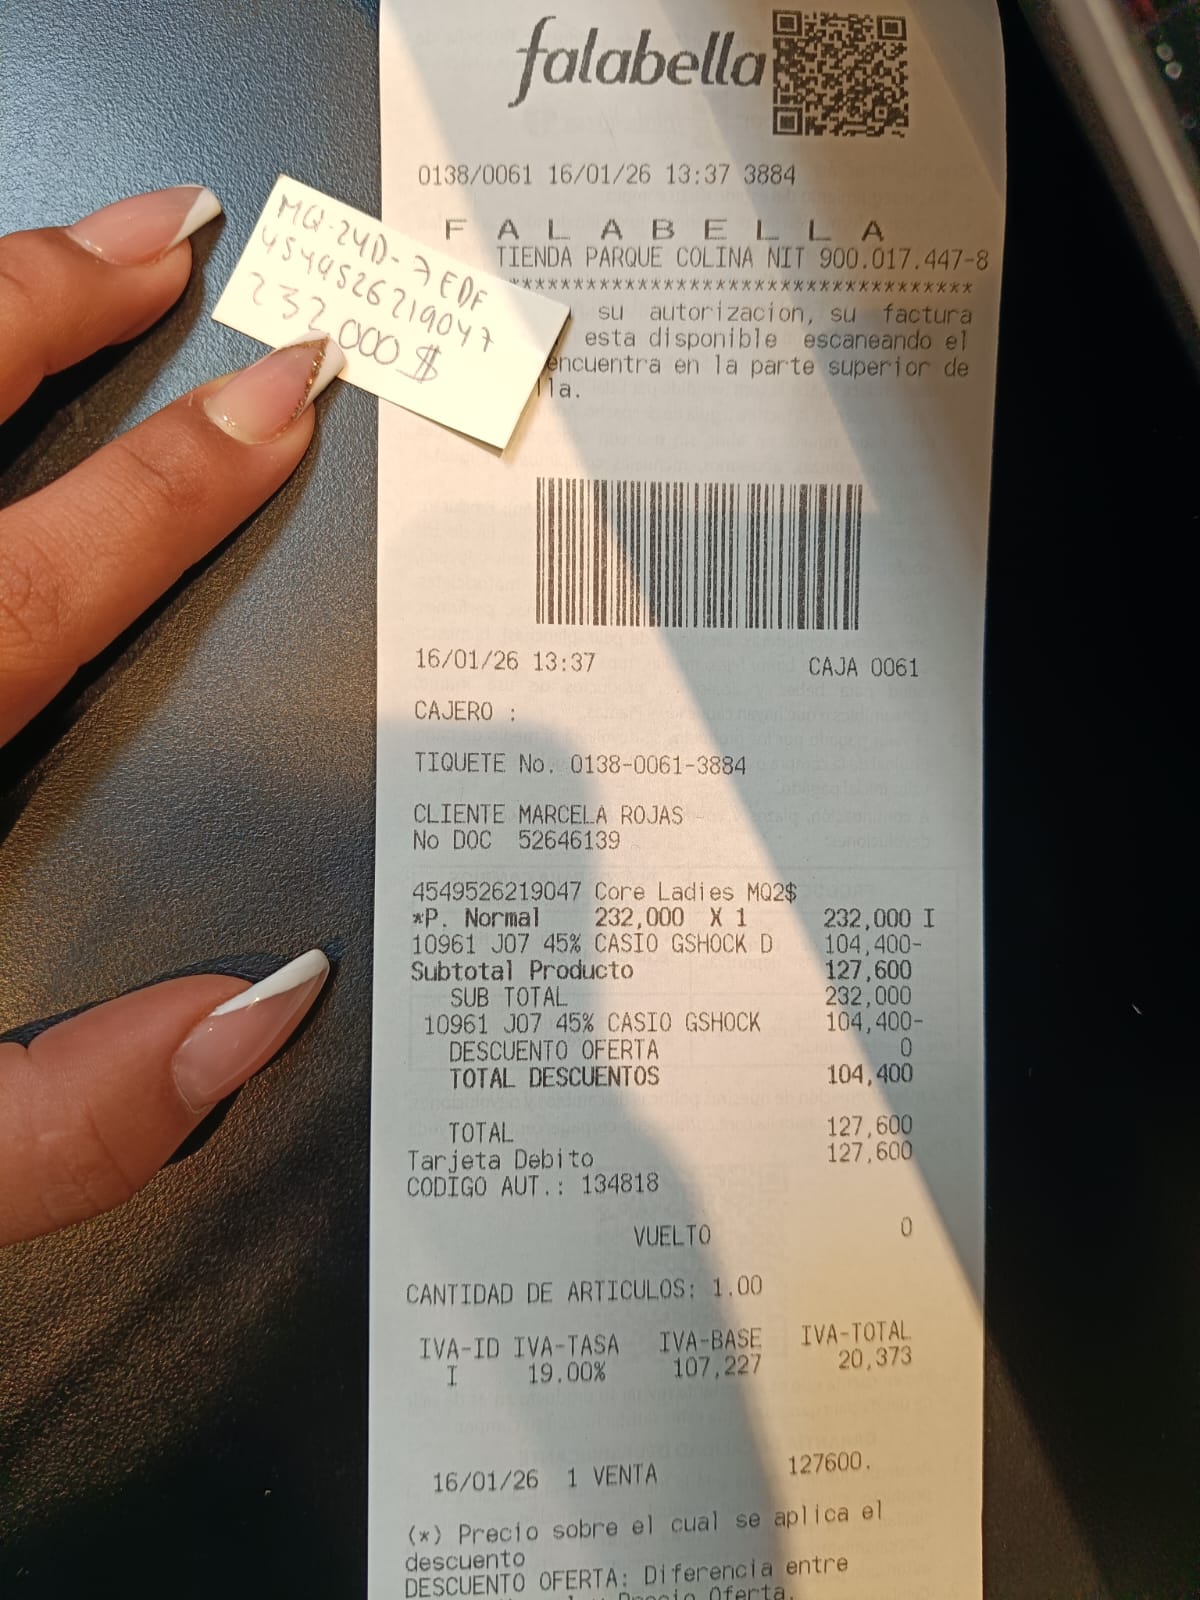 falabella
0138/0061 16/01/26 13:37 3884
F A L A B E L L A
TIENDA PARQUE COLINA NIT 900.017.447-8
***********************************
su autorizacion, su factura
esta disponible escaneando el
encuentra en la parte superior de
la.
MQ-24D-7EDF
4549526219047
232.000$
16/01/26 13:37 CAJA 0061
CAJERO :
TIQUETE No. 0138-0061-3884
CLIENTE MARCELA ROJAS
No DOC 52646139
4549526219047 Core Ladies MQ2$
*P. Normal 232,000 X 1 232,000 I
10961 J07 45% CASIO GSHOCK D 104,400-
Subtotal Producto 127,600
SUB TOTAL 232,000
10961 J07 45% CASIO GSHOCK 104,400-
DESCUENTO OFERTA 0
TOTAL DESCUENTOS 104,400
TOTAL 127,600
Tarjeta Debito 127,600
CODIGO AUT.: 134818
VUELTO 0
CANTIDAD DE ARTICULOS: 1.00
IVA-ID IVA-TASA IVA-BASE IVA-TOTAL
I 19.00% 107,227 20,373
16/01/26 1 VENTA 127600.
(*) Precio sobre el cual se aplica el
descuento
DESCUENTO OFERTA: Diferencia entre
Precio Oferta.